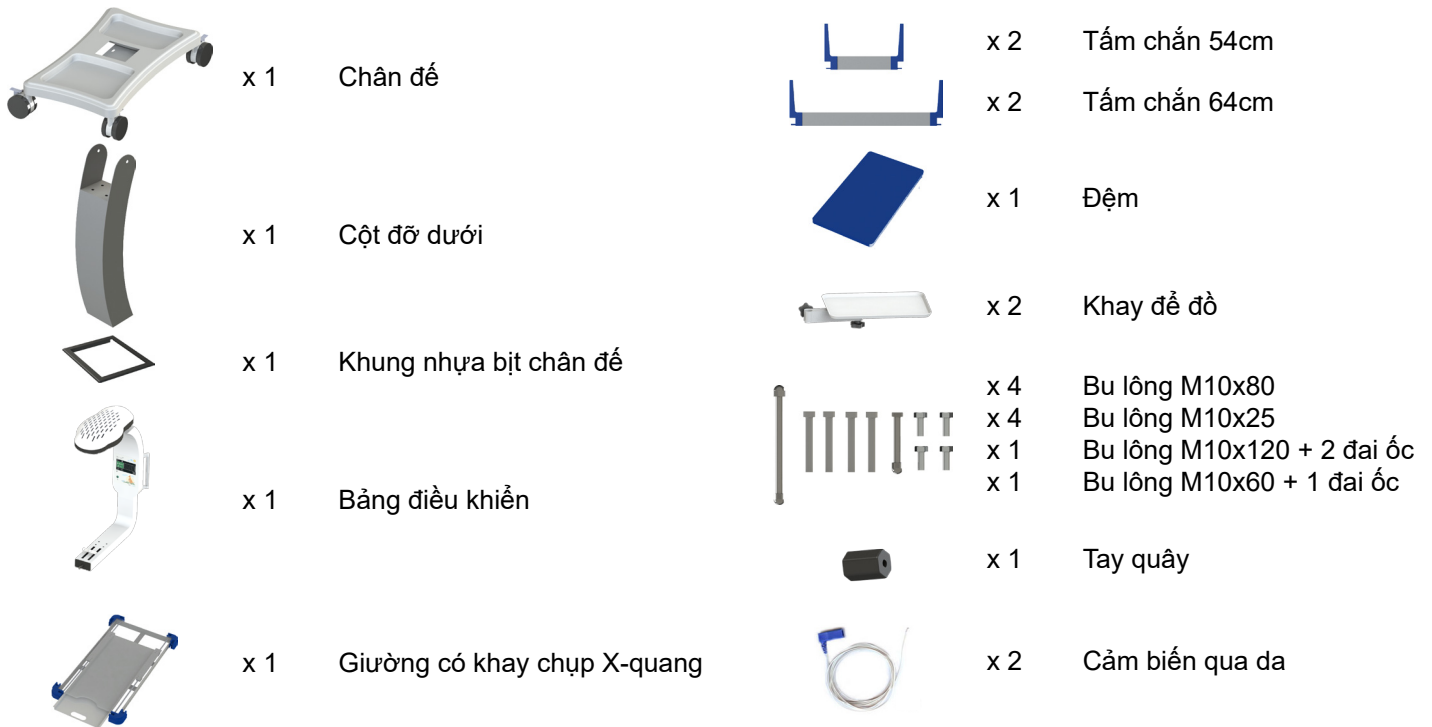 x 1 Chân đế
x 1 Cột đỡ dưới
x 1 Khung nhựa bịt chân đế
x 1 Bảng điều khiển
x 1 Giường có khay chụp X-quang
x 2 Tấm chắn 54cm
x 2 Tấm chắn 64cm
x 1 Đệm
x 2 Khay để đồ
x 4 Bu lông M10x80
x 4 Bu lông M10x25
x 1 Bu lông M10x120 + 2 đai ốc
x 1 Bu lông M10x60 + 1 đai ốc
x 1 Tay quây
x 2 Cảm biến qua da